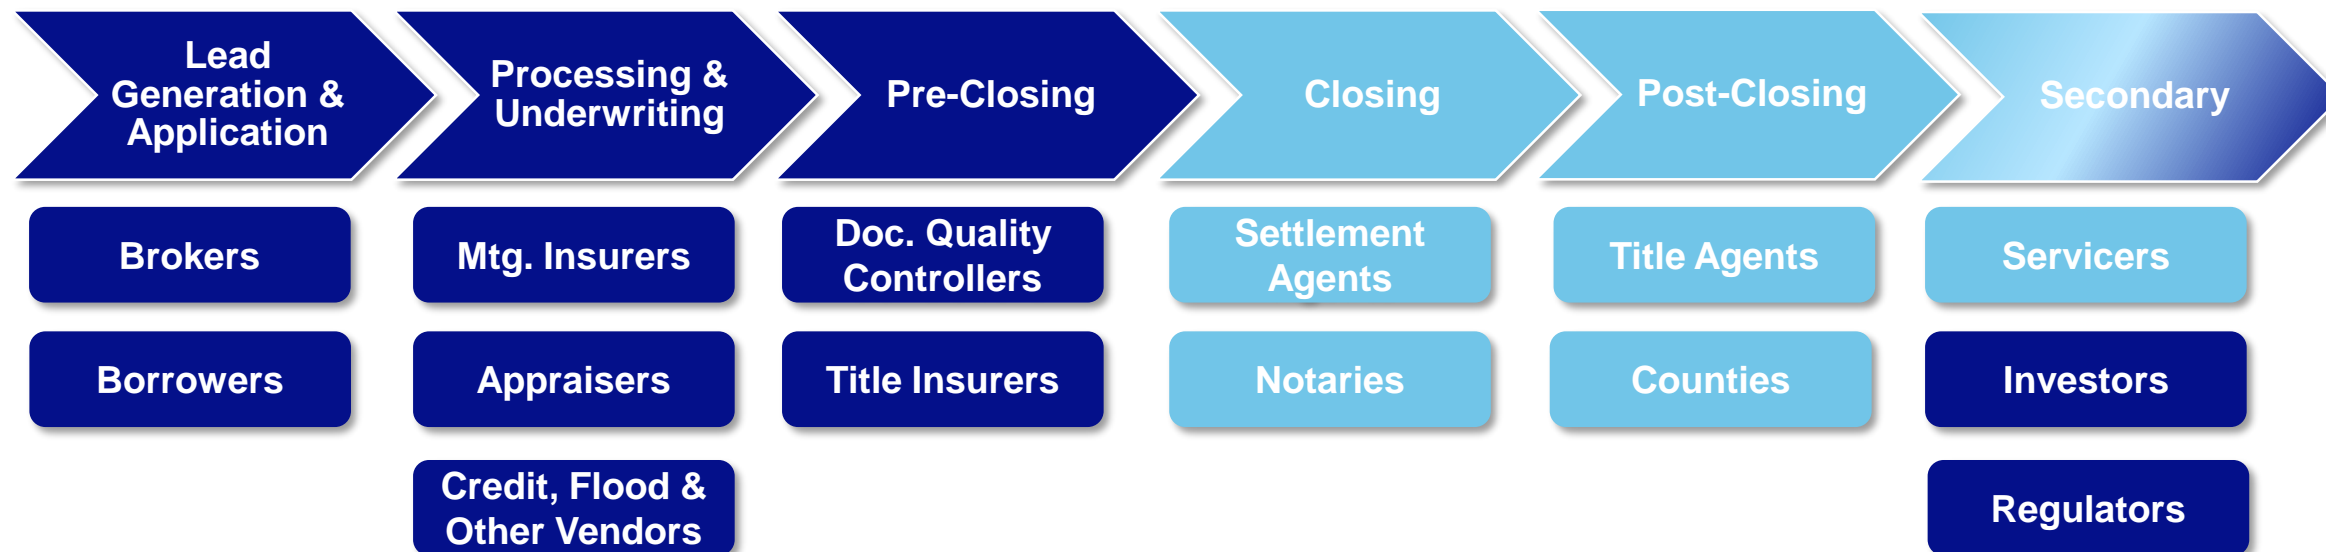 Lead
Generation &
Application
Processing &
Underwriting
Pre-Closing
Closing
Post-Closing
Secondary
Brokers
Mtg. Insurers
Doc. Quality
Controllers
Settlement
Agents
Title Agents
Servicers
Borrowers
Appraisers
Title Insurers
Notaries
Counties
Investors
Credit, Flood &
Other Vendors
Regulators